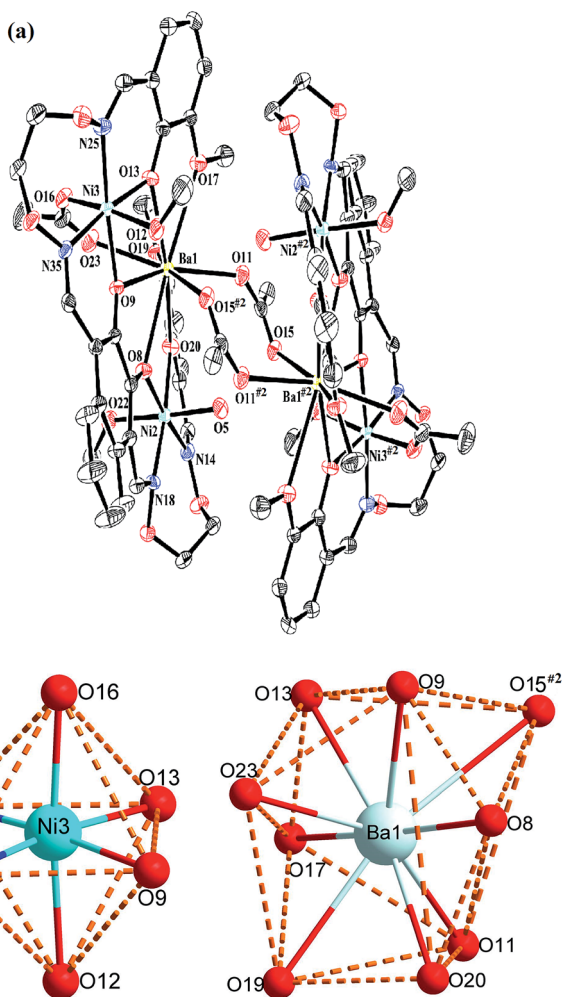 (a)
N25
O13
O17
O16
Ni3
O12
O19
O23
Ba1
N35
O11
O9
O15#2
Ni2#2
O8
O20
O15
O22
O11#2
Ba1#2
Ni2
O5
Ni3#2
N14
N18
O16
O13
O9
O15#2
O13
O23
Ni3
Ba1
O8
O9
O17
O11
O12
O19
O20